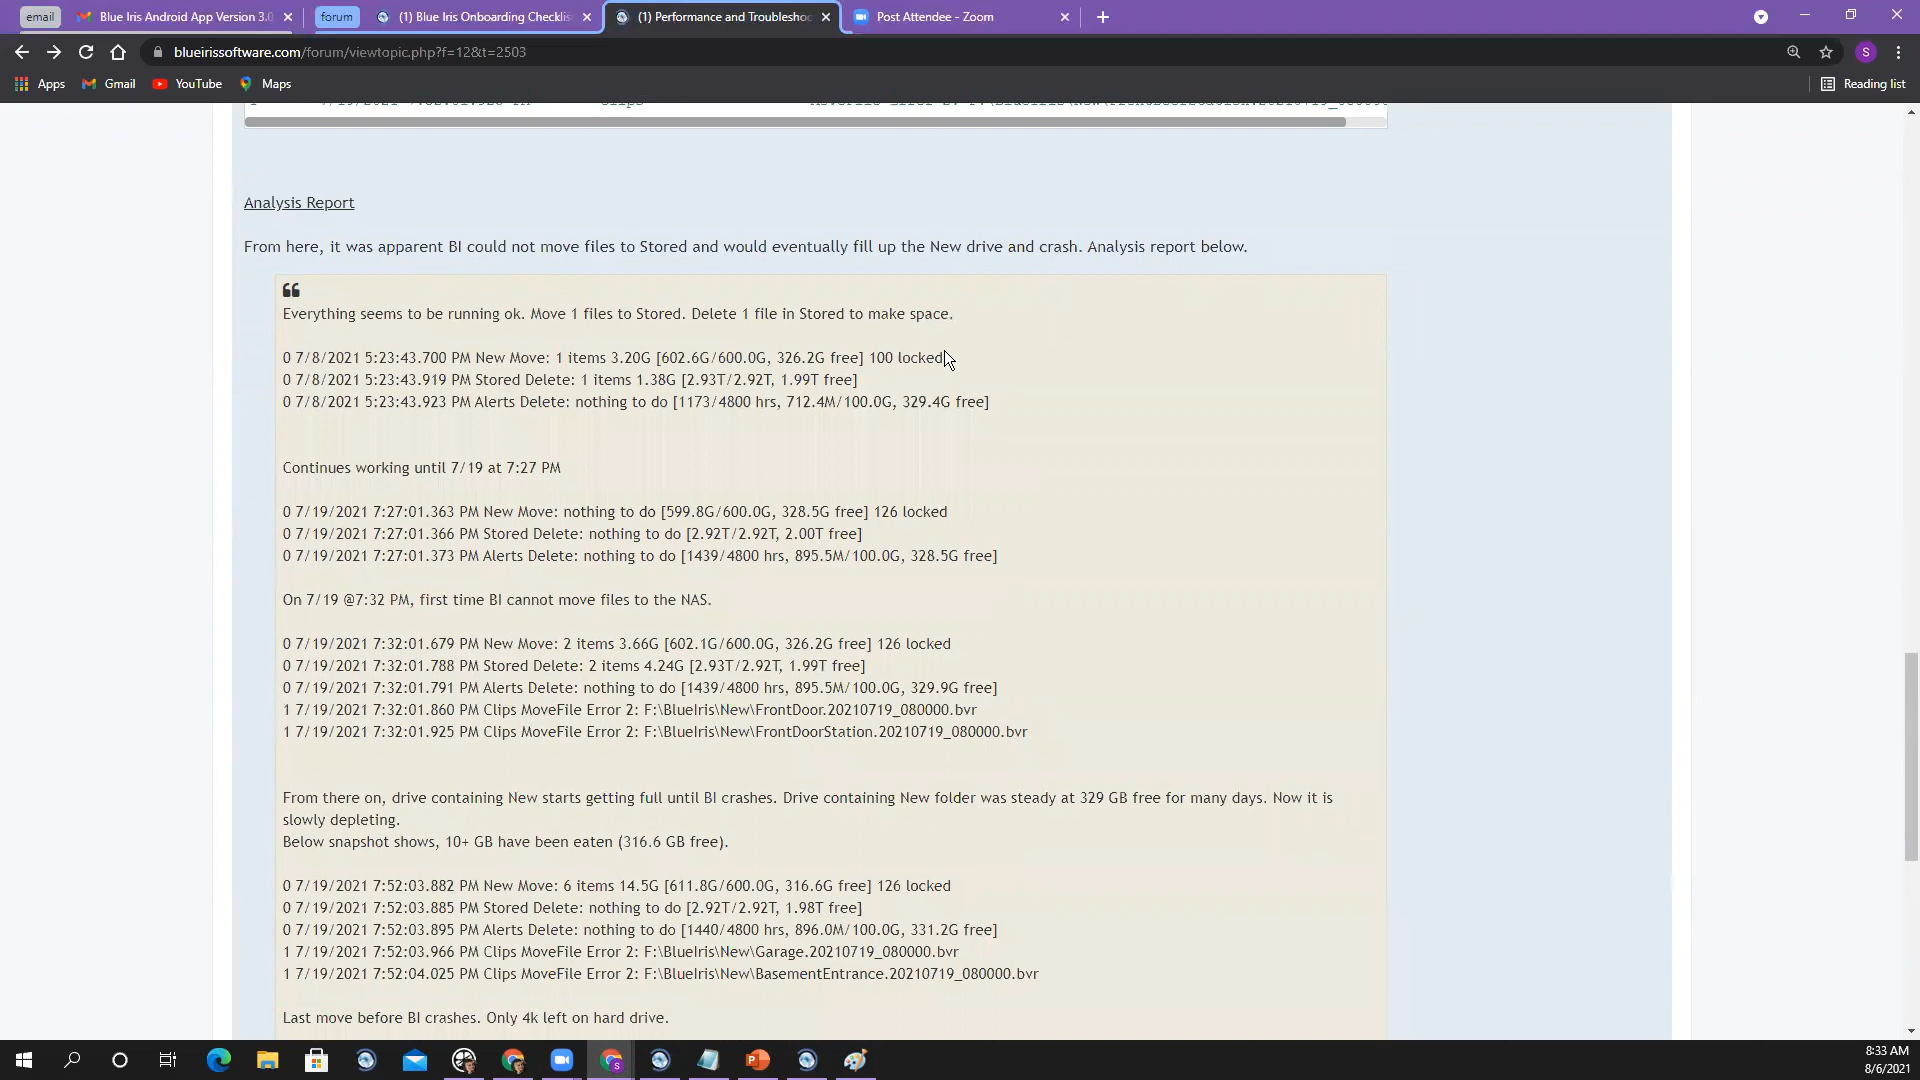 email
Blue Iris Android App Version 3.0
forum
(1) Blue Iris Onboarding Checklis
(1) Performance and Troublesho
Post Attendee - Zoom
blueirissoftware.com/forum/viewtopic.php?f=12&t=2503
S
Apps
Gmail
YouTube
Maps
Reading list
Analysis Report
From here, it was apparent BI could not move files to Stored and would eventually fill up the New drive and crash. Analysis report below.
Everything seems to be running ok. Move 1 files to Stored. Delete 1 file in Stored to make space.
0 7/8/2021 5:23:43.700 PM New Move: 1 items 3.20G [602.6G/600.0G, 326.2G free] 100 locked
0 7/8/2021 5:23:43.919 PM Stored Delete: 1 items 1.38G [2.93T/2.92T, 1.99T free]
0 7/8/2021 5:23:43.923 PM Alerts Delete: nothing to do [1173/4800 hrs, 712.4M/100.0G, 329.4G free]
Continues working until 7/19 at 7:27 PM
0 7/19/2021 7:27:01.363 PM New Move: nothing to do [599.8G/600.0G, 328.5G free] 126 locked
0 7/19/2021 7:27:01.366 PM Stored Delete: nothing to do [2.92T/2.92T, 2.00T free]
0 7/19/2021 7:27:01.373 PM Alerts Delete: nothing to do [1439/4800 hrs, 895.5M/100.0G, 328.5G free]
On 7/19 @7:32 PM, first time BI cannot move files to the NAS.
0 7/19/2021 7:32:01.679 PM New Move: 2 items 3.66G [602.1G/600.0G, 326.2G free] 126 locked
0 7/19/2021 7:32:01.788 PM Stored Delete: 2 items 4.24G [2.93T/2.92T, 1.99T free]
0 7/19/2021 7:32:01.791 PM Alerts Delete: nothing to do [1439/4800 hrs, 895.5M/100.0G, 329.9G free]
1 7/19/2021 7:32:01.860 PM Clips MoveFile Error 2: F:\BlueIris\New\FrontDoor.20210719_080000.bvr
1 7/19/2021 7:32:01.925 PM Clips MoveFile Error 2: F:\BlueIris\New\FrontDoorStation.20210719_080000.bvr
From there on, drive containing New starts getting full until BI crashes. Drive containing New folder was steady at 329 GB free for many days. Now it is
slowly depleting.
Below snapshot shows, 10+ GB have been eaten (316.6 GB free).
0 7/19/2021 7:52:03.882 PM New Move: 6 items 14.5G [611.8G/600.0G, 316.6G free] 126 locked
0 7/19/2021 7:52:03.885 PM Stored Delete: nothing to do [2.92T/2.92T, 1.98T free]
0 7/19/2021 7:52:03.895 PM Alerts Delete: nothing to do [1440/4800 hrs, 896.0M/100.0G, 331.2G free]
1 7/19/2021 7:52:03.966 PM Clips MoveFile Error 2: F:\BlueIris\New\Garage.20210719_080000.bvr
1 7/19/2021 7:52:04.025 PM Clips MoveFile Error 2: F:\BlueIris\New\BasementEntrance.20210719_080000.bvr
Last move before BI crashes. Only 4k left on hard drive.
8:33 AM
8/6/2021